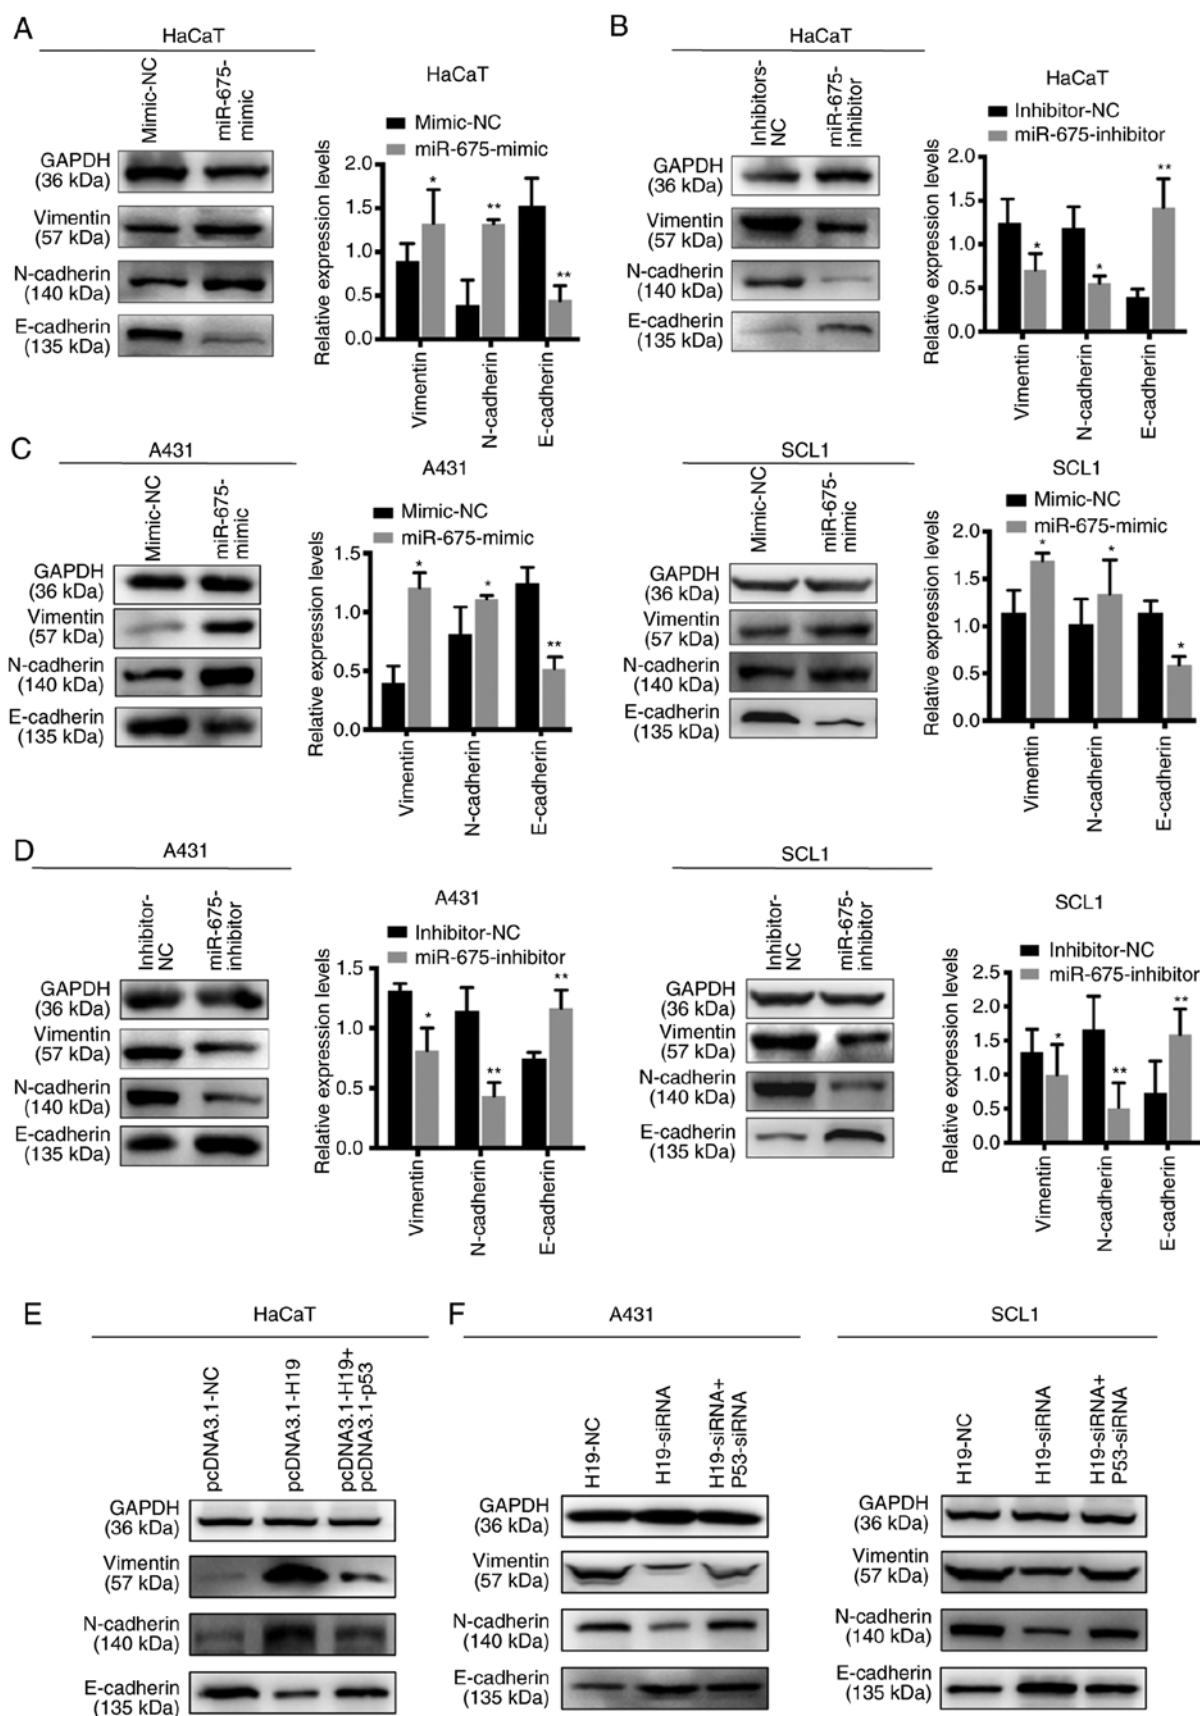 A
HaCaT
Mimic-NC
miR-675-
mimic
GAPDH
(36 kDa)
Vimentin
(57 kDa)
N-cadherin
(140 kDa)
E-cadherin
(135 kDa)
HaCaT
Mimic-NC
miR-675-mimic
Relative expression levels
2.0
1.5
1.0
0.5
0.0
*
**
**
Vimentin
N-cadherin
E-cadherin
B
HaCaT
Inhibitors-
NC
miR-675-
inhibitor
GAPDH
(36 kDa)
Vimentin
(57 kDa)
N-cadherin
(140 kDa)
E-cadherin
(135 kDa)
HaCaT
Inhibitor-NC
miR-675-inhibitor
Relative expression levels
2.0
1.5
1.0
0.5
0.0
*
*
**
Vimentin
N-cadherin
E-cadherin
C
A431
Mimic-NC
miR-675-
mimic
GAPDH
(36 kDa)
Vimentin
(57 kDa)
N-cadherin
(140 kDa)
E-cadherin
(135 kDa)
A431
Mimic-NC
miR-675-mimic
Relative expression levels
1.5
1.0
0.5
0.0
*
*
**
Vimentin
N-cadherin
E-cadherin
SCL1
Mimic-NC
miR-675-
mimic
GAPDH
(36 kDa)
Vimentin
(57 kDa)
N-cadherin
(140 kDa)
E-cadherin
(135 kDa)
SCL1
Mimic-NC
miR-675-mimic
Relative expression levels
2.0
1.5
1.0
0.5
0.0
*
*
*
Vimentin
N-cadherin
E-cadherin
D
A431
Inhibitor-
NC
miR-675-
inhibitor
GAPDH
(36 kDa)
Vimentin
(57 kDa)
N-cadherin
(140 kDa)
E-cadherin
(135 kDa)
A431
Inhibitor-NC
miR-675-inhibitor
Relative expression levels
1.5
1.0
0.5
0.0
*
**
**
Vimentin
N-cadherin
E-cadherin
SCL1
Inhibitor-
NC
miR-675-
inhibitor
GAPDH
(36 kDa)
Vimentin
(57 kDa)
N-cadherin
(140 kDa)
E-cadherin
(135 kDa)
SCL1
Inhibitor-NC
miR-675-inhibitor
Relative expression levels
2.5
2.0
1.5
1.0
0.5
0.0
*
**
**
Vimentin
N-cadherin
E-cadherin
E
HaCaT
pcDNA3.1-NC
pcDNA3.1-H19
pcDNA3.1-H19+
pcDNA3.1-p53
GAPDH
(36 kDa)
Vimentin
(57 kDa)
N-cadherin
(140 kDa)
E-cadherin
(135 kDa)
F
A431
H19-NC
H19-siRNA
H19-siRNA+
P53-siRNA
GAPDH
(36 kDa)
Vimentin
(57 kDa)
N-cadherin
(140 kDa)
E-cadherin
(135 kDa)
SCL1
H19-NC
H19-siRNA
H19-siRNA+
P53-siRNA
GAPDH
(36 kDa)
Vimentin
(57 kDa)
N-cadherin
(140 kDa)
E-cadherin
(135 kDa)